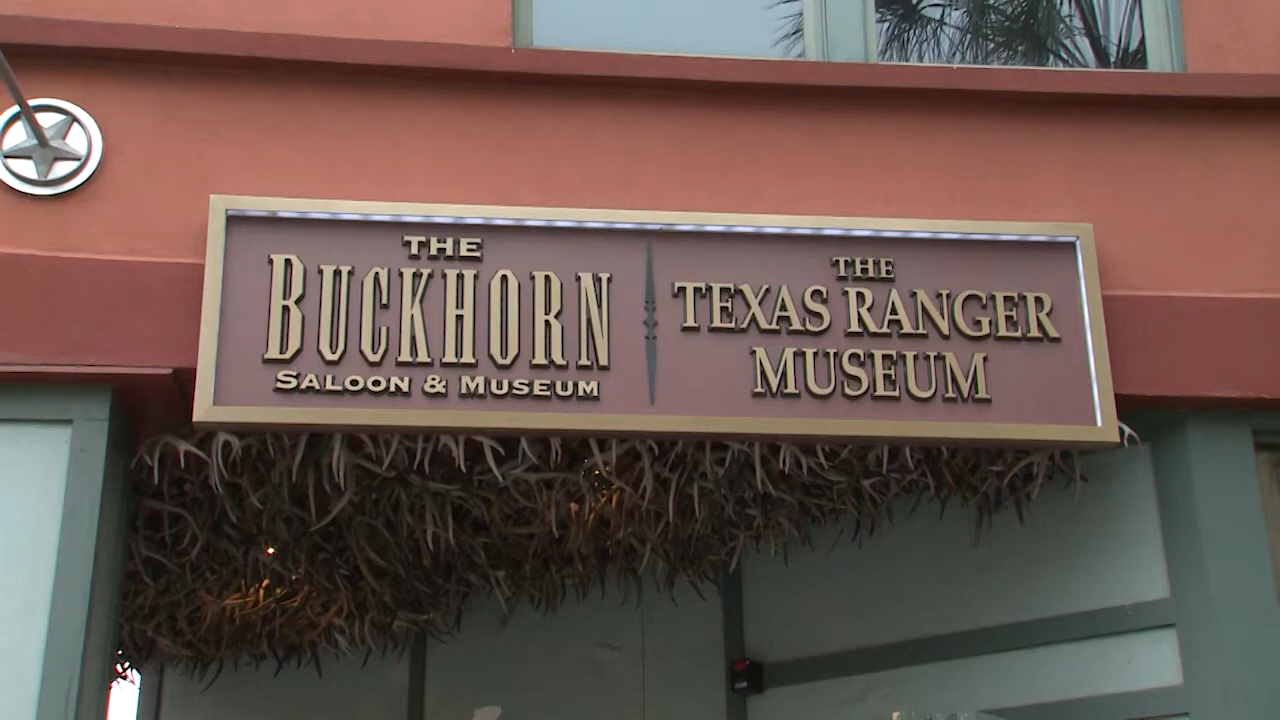 THE
BUCKHORN
SALOON & MUSEUM
THE
TEXAS RANGER
MUSEUM